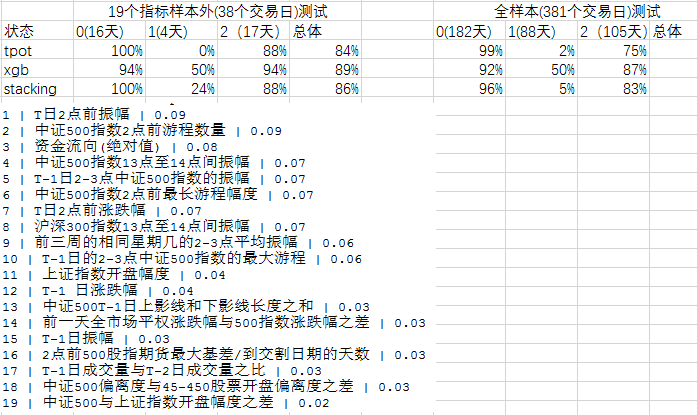 19个指标样本外(38个交易日)测试 全样本(381个交易日)测试
状态 0(16天) 1(4天) 2（17天） 总体 0(182天) 1(88天) 2（105天） 总体
tpot 100% 0% 88% 84% 99% 2% 75%
xgb 94% 50% 94% 89% 92% 50% 87%
stacking 100% 24% 88% 86% 96% 5% 83%
1 | T日2点前振幅 | 0.09
2 | 中证500指数2点前游程数量 | 0.09
3 | 资金流向(绝对值) | 0.08
4 | 中证500指数13点至14点间振幅 | 0.07
5 | T-1日2-3点中证500指数的振幅 | 0.07
6 | 中证500指数2点前最长游程幅度 | 0.07
7 | T日2点前涨跌幅 | 0.07
8 | 沪深300指数13点至14点间振幅 | 0.07
9 | 前三周的相同星期几的2-3点平均振幅 | 0.06
10 | T-1日的2-3点中证500指数的最大游程 | 0.06
11 | 上证指数开盘幅度 | 0.04
12 | T-1 日涨跌幅 | 0.04
13 | 中证500T-1日上影线和下影线长度之和 | 0.03
14 | 前一天全市场平权涨跌幅与500指数涨跌幅之差 | 0.03
15 | T-1日振幅 | 0.03
16 | 2点前500股指期货最大基差/到交割日期的天数 | 0.03
17 | T-1日成交量与T-2日成交量之比 | 0.03
18 | 中证500偏离度与45-450股票开盘偏离度之差 | 0.03
19 | 中证500与上证指数开盘幅度之差 | 0.02